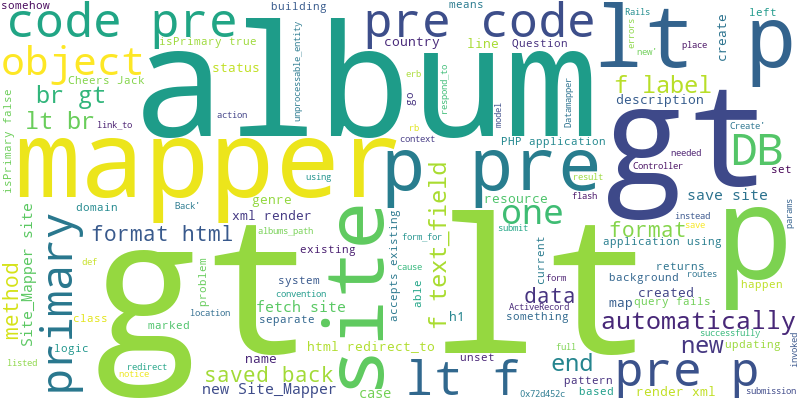 somehow
code pre
building
pre code
means
lt p
Rails
errors
new'
place
create
left
isPrimary true
country
line
Question
object
Cheers Jack
status
album
unprocessable_entity
go
erb
respond_to
Datamapper
f label
description
br gt
lt br
link_to
action
rb
model
context
PHP application
gt
Create'
DB
isPrimary false
mapper
using
p pre
Controller
needed
set
result
domain
Back'
genre
resource
flash
save site
params
Site_Mapper site
primary
format html
xml render
albums_path
site
accepts existing
form_for
f text_field
one
submit
format
instead
save
p
method
def
gt
problem
existing
system
fetch site
cause
able
lt
current
form
application using
background
routes
returns
happen
class
convention
location
separate
h1
ActiveRecord
something
data
map
created
query fails
logic
marked
automatically
invoked
listed
redirect
notice
name
html redirect_to
unset
full
end
new
successfully
updating
saved back
new Site_Mapper
case
lt f
0x72d452c
pattern
based
pre p
render xml
submission